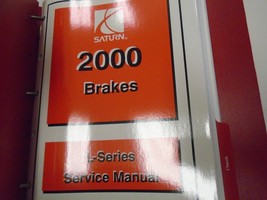 SATURN
2000
Brakes
L-Series
Service Manual